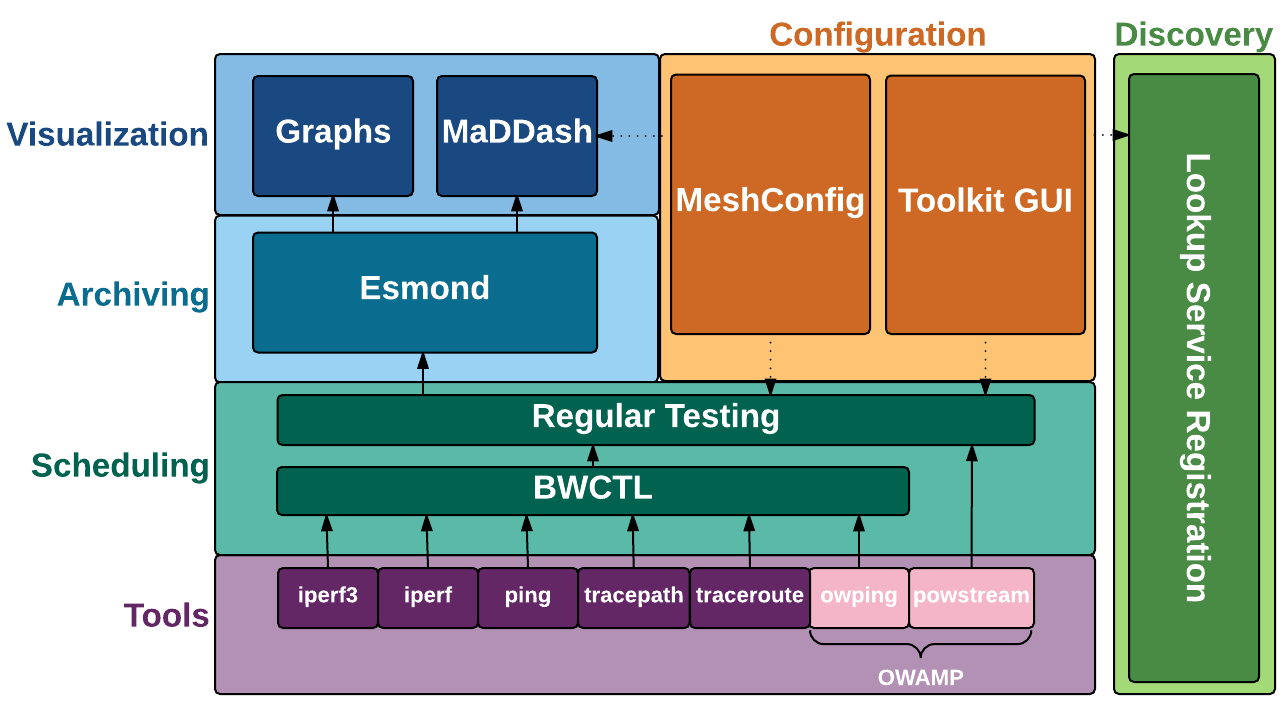 Configuration
Discovery
Visualization
Graphs
MaDDash
MeshConfig
Toolkit GUI
Lookup Service Registration
Archiving
Esmond
Scheduling
Regular Testing
BWCTL
Tools
iperf3
iperf
ping
tracepath
traceroute
owping
powstream
OWAMP